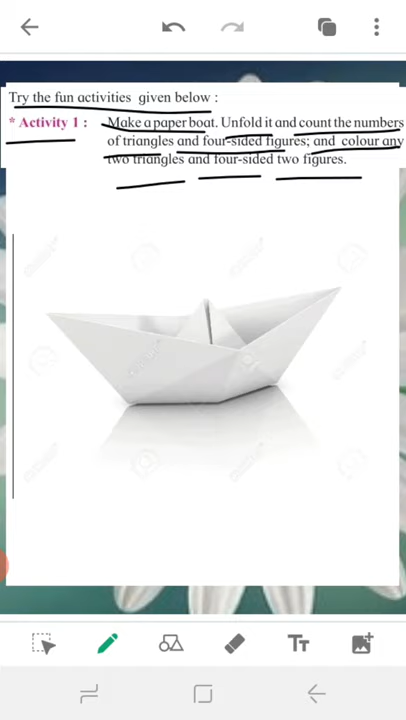 Try the fun activities given below :
* Activity 1 : Make a paper boat. Unfold it and count the numbers
of triangles and four-sided figures; and colour any
two triangles and four-sided two figures.
Tт